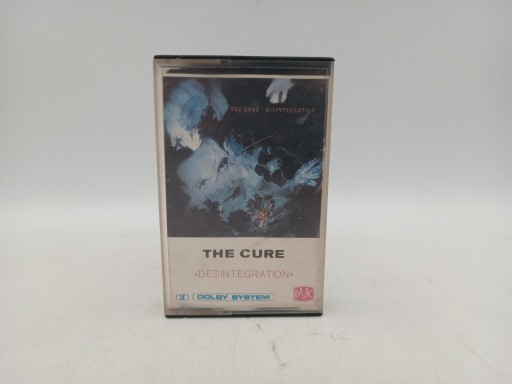 THE CURE · DISINTEGRATION
THE CURE
»DESINTEGRATION«
DOLBY SYSTEM